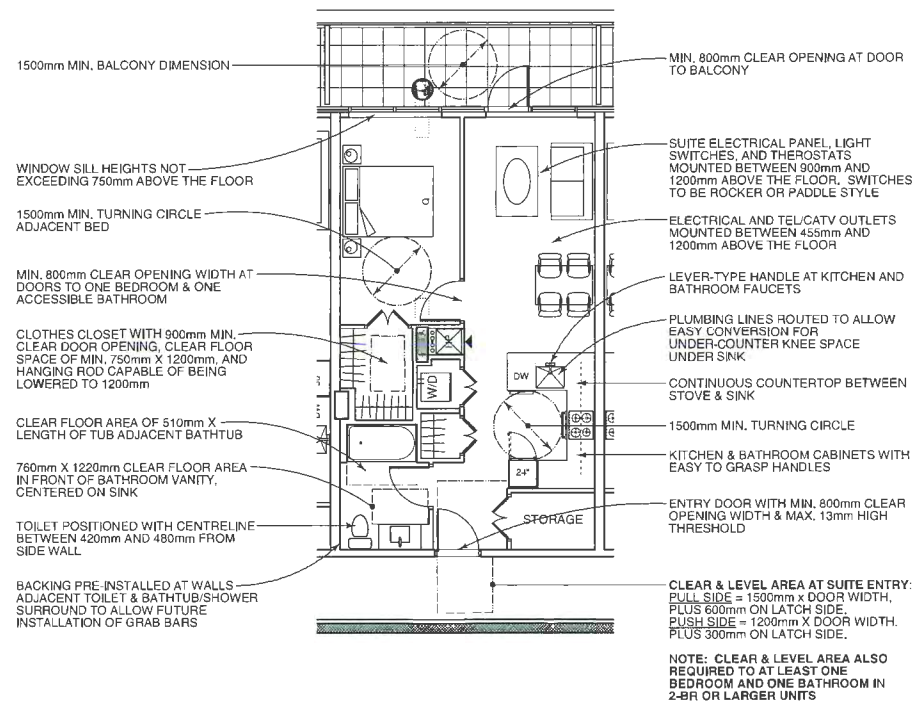 1500mm MIN. BALCONY DIMENSION
WINDOW SILL HEIGHTS NOT
EXCEEDING 750mm ABOVE THE FLOOR
1500mm MIN. TURNING CIRCLE
ADJACENT BED
MIN. 800mm CLEAR OPENING WIDTH AT
DOORS TO ONE BEDROOM & ONE
ACCESSIBLE BATHROOM
CLOTHES CLOSET WITH 900mm MIN.
CLEAR DOOR OPENING, CLEAR FLOOR
SPACE OF MIN. 750mm X 1200mm, AND
HANGING ROD CAPABLE OF BEING
LOWERED TO 1200mm
CLEAR FLOOR AREA OF 510mm X
LENGTH OF TUB ADJACENT BATHTUB
760mm X 1220mm CLEAR FLOOR AREA
IN FRONT OF BATHROOM VANITY,
CENTERED ON SINK
TOILET POSITIONED WITH CENTRELINE
BETWEEN 420mm AND 480mm FROM
SIDE WALL
BACKING PRE-INSTALLED AT WALLS
ADJACENT TOILET & BATHTUB/SHOWER
SURROUND TO ALLOW FUTURE
INSTALLATION OF GRAB BARS
W/D
DW
24"
STORAGE
DW
MIN. 800mm CLEAR OPENING AT DOOR
TO BALCONY
SUITE ELECTRICAL PANEL, LIGHT
SWITCHES, AND THEROSTATS
MOUNTED BETWEEN 900mm AND
1200mm ABOVE THE FLOOR. SWITCHES
TO BE ROCKER OR PADDLE STYLE
ELECTRICAL AND TEL/CATV OUTLETS
MOUNTED BETWEEN 455mm AND
1200mm ABOVE THE FLOOR
LEVER-TYPE HANDLE AT KITCHEN AND
BATHROOM FAUCETS
PLUMBING LINES ROUTED TO ALLOW
EASY CONVERSION FOR
UNDER-COUNTER KNEE SPACE
UNDER SINK
CONTINUOUS COUNTERTOP BETWEEN
STOVE & SINK
1500mm MIN. TURNING CIRCLE
KITCHEN & BATHROOM CABINETS WITH
EASY TO GRASP HANDLES
ENTRY DOOR WITH MIN. 800mm CLEAR
OPENING WIDTH & MAX. 13mm HIGH
THRESHOLD
CLEAR & LEVEL AREA AT SUITE ENTRY:
PULL SIDE = 1500mm x DOOR WIDTH,
PLUS 600mm ON LATCH SIDE.
PUSH SIDE = 1200mm X DOOR WIDTH.
PLUS 300mm ON LATCH SIDE.
NOTE: CLEAR & LEVEL AREA ALSO
REQUIRED TO AT LEAST ONE
BEDROOM AND ONE BATHROOM IN
2-BR OR LARGER UNITS